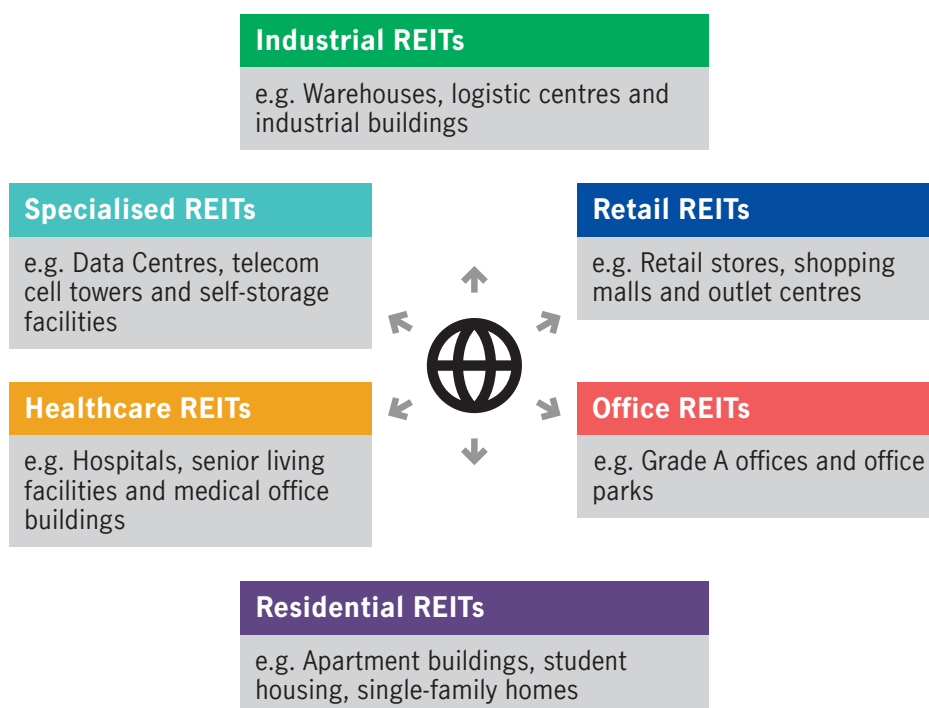 Industrial REITs
e.g. Warehouses, logistic centres and
industrial buildings
Specialised REITs
e.g. Data Centres, telecom
cell towers and self-storage
facilities
Retail REITs
e.g. Retail stores, shopping
malls and outlet centres
Healthcare REITs
e.g. Hospitals, senior living
facilities and medical office
buildings
Office REITs
e.g. Grade A offices and office
parks
Residential REITs
e.g. Apartment buildings, student
housing, single-family homes